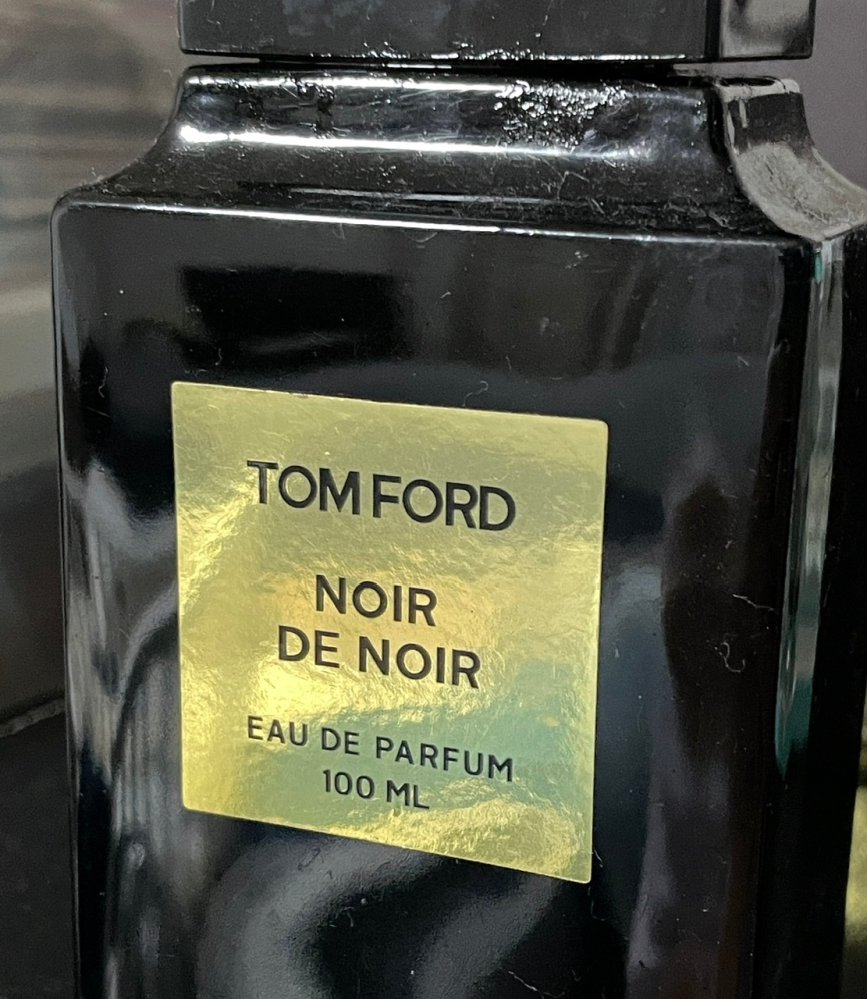 TOM FORD
NOIR
DE NOIR
EAU DE PARFUM
100 ML